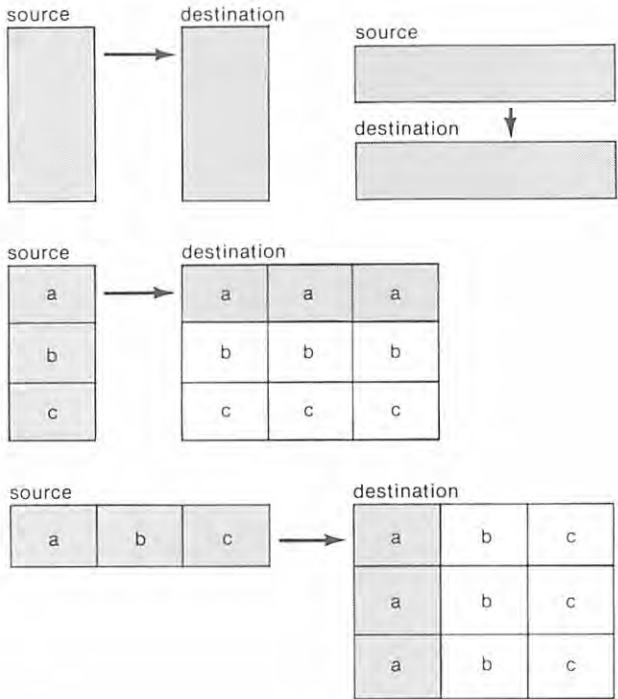 source destination
source
destination
source destination
a a a a
b b b b
c c c c
source destination
a b c a b c
a b c
a b c